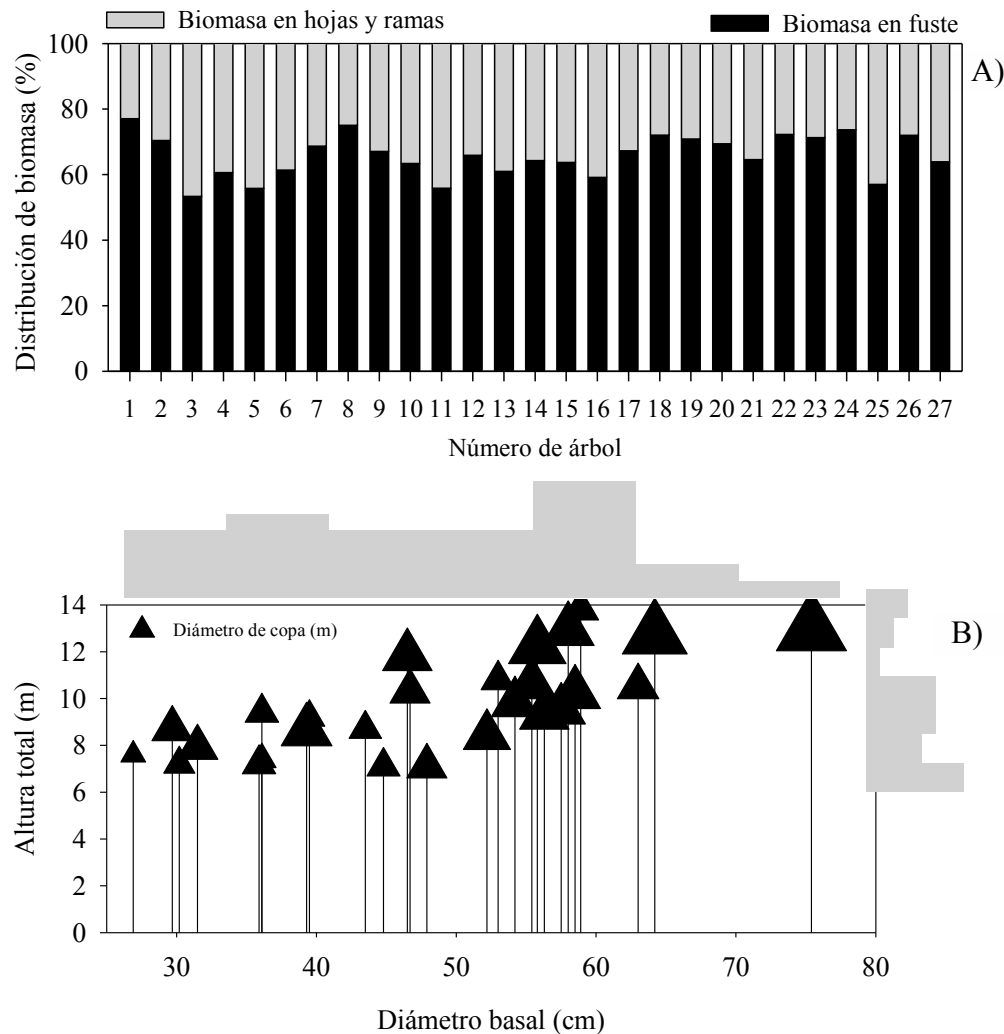 Biomasa en hojas y ramas Biomasa en fuste
A)
Distribución de biomasa (%)
100
80
60
40
20
0
1 2 3 4 5 6 7 8 9 10 11 12 13 14 15 16 17 18 19 20 21 22 23 24 25 26 27
Número de árbol
B)
Altura total (m)
14
12
10
8
6
4
2
0
Diámetro de copa (m)
30 40 50 60 70 80
Diámetro basal (cm)